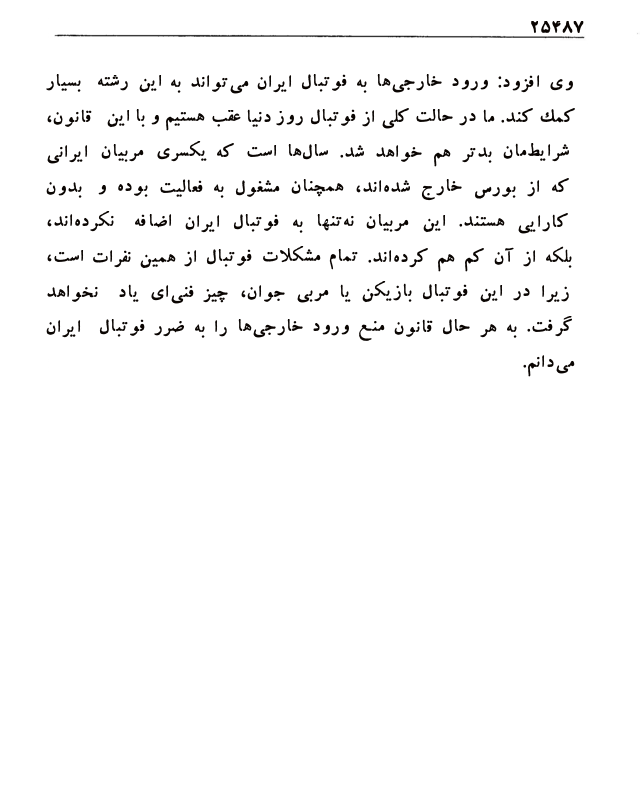 ۲۵۴۸۷
وی افزود: ورود خارجی‌ها به فوتبال ایران می‌تواند به این رشته بسیار
کمك کند. ما در حالت کلی از فوتبال روز دنیا عقب هستیم و با این قانون،
شرایط‌مان بدتر هم خواهد شد. سال‌ها است که یکسری مربیان ایرانی
که از بورس خارج شده‌اند، همچنان مشغول به فعالیت بوده و بدون
کارایی هستند. این مربیان نه‌تنها به فوتبال ایران اضافه نکرده‌اند،
بلکه از آن کم هم کرده‌اند. تمام مشکلات فوتبال از همین نفرات است،
زیرا در این فوتبال بازیکن یا مربی جوان، چیز فنی‌ای یاد نخواهد
گرفت. به هر حال قانون منع ورود خارجی‌ها را به ضرر فوتبال ایران
می‌دانم.